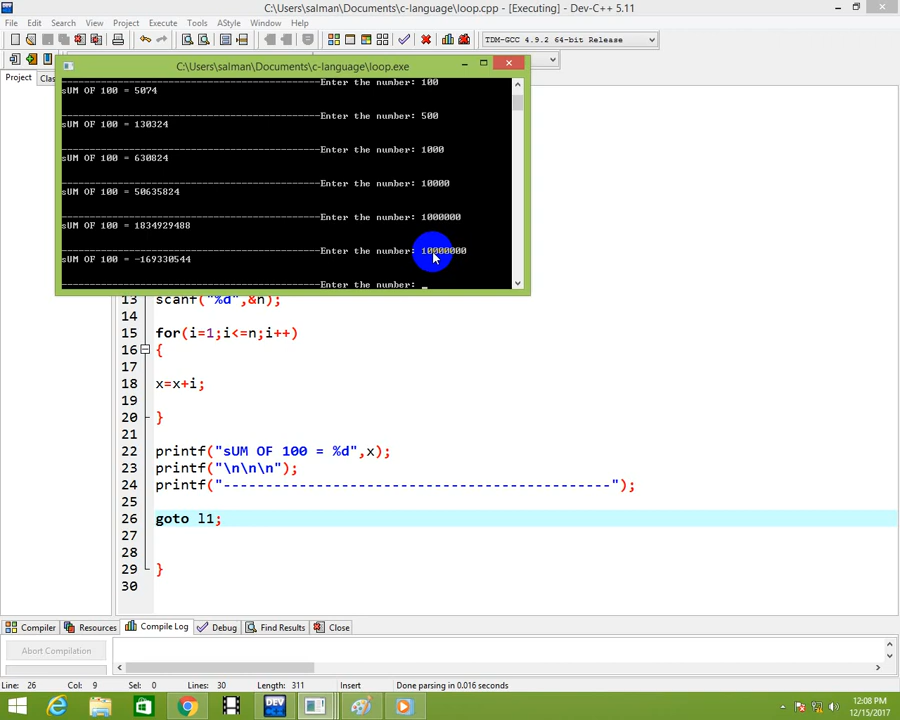 C:\Users\salman\Documents\c-language\loop.cpp - [Executing] - Dev-C++ 5.11
File Edit Search View Project Execute Tools AStyle Window Help
TDM-GCC 4.9.2 64-bit Release
Project Clas
C:\Users\salman\Documents\c-language\loop.exe
--------------------------------------------Enter the number: 100
sUM OF 100 = 5074
--------------------------------------------Enter the number: 500
sUM OF 100 = 130324
--------------------------------------------Enter the number: 1000
sUM OF 100 = 630824
--------------------------------------------Enter the number: 10000
sUM OF 100 = 50635824
--------------------------------------------Enter the number: 1000000
sUM OF 100 = 1834929488
--------------------------------------------Enter the number: 10000000
sUM OF 100 = -169330544
--------------------------------------------Enter the number: _
13 scanf("%d",&n);
14
15 for(i=1;i<=n;i++)
16 {
17
18 x=x+i;
19
20 }
21
22 printf("sUM OF 100 = %d",x);
23 printf("\n\n\n");
24 printf("--------------------------------------------");
25
26 goto l1;
27
28
29 }
30
Compiler Resources Compile Log Debug Find Results Close
Abort Compilation
Line: 26 Col: 9 Sel: 0 Lines: 30 Length: 311 Insert Done parsing in 0.016 seconds
DEV
12:08 PM
12/15/2017